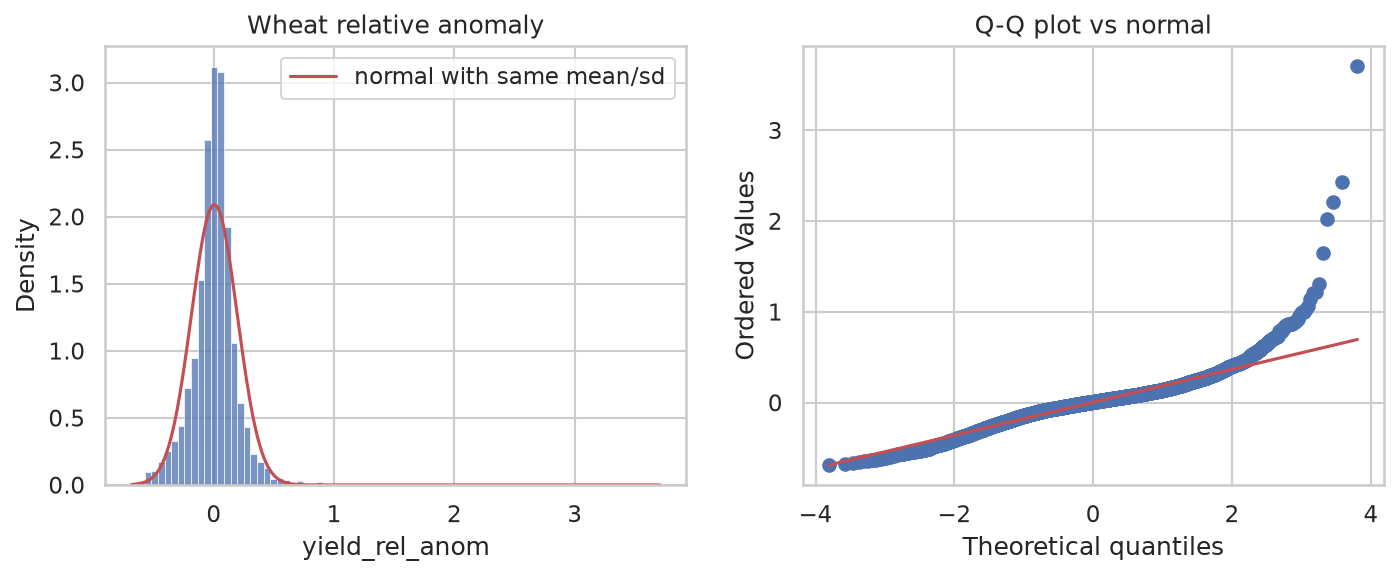 Wheat relative anomaly
normal with same mean/sd
Density
3.0
2.5
2.0
1.5
1.0
0.5
0.0
0
1
2
3
yield_rel_anom
Q-Q plot vs normal
Ordered Values
3
2
1
0
−4
−2
0
2
4
Theoretical quantiles